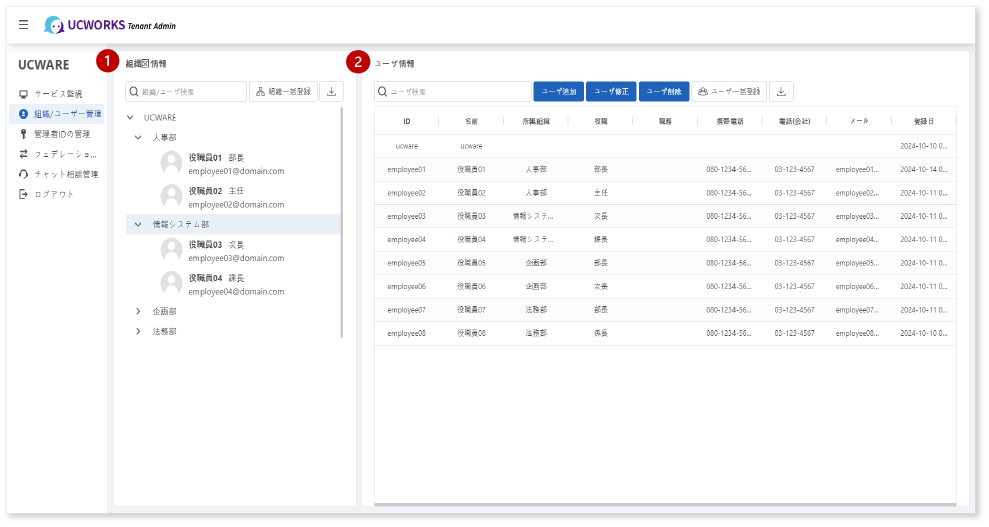 UCWORKS Tenant Admin
UCWARE
サービス監視
組織/ユーザー管理
管理者IDの管理
フェデレーショ...
チャット相談管理
ログアウト
1 組織図情報
組織/ユーザ検索 組織一括登録
UCWARE
人事部
役職員01 部長
employee01@domain.com
役職員02 主任
employee02@domain.com
情報システム部
役職員03 次長
employee03@domain.com
役職員04 課長
employee04@domain.com
企画部
法務部
2 ユーザ情報
ユーザ検索 ユーザ追加 ユーザ修正 ユーザ削除 ユーザ一括登録
ID 名前 所属組織 役職 職務 携帯電話 電話(会社) メール 登録日
ucware ucware 2024-10-10 0...
employee01 役職員01 人事部 部長 080-1234-56... 03-123-4567 employee01... 2024-10-14 0...
employee02 役職員02 人事部 主任 080-1234-56... 03-123-4567 employee02... 2024-10-11 0...
employee03 役職員03 情報システ... 次長 080-1234-56... 03-123-4567 employee03... 2024-10-11 0...
employee04 役職員04 情報システ... 課長 080-1234-56... 03-123-4567 employee04... 2024-10-11 0...
employee05 役職員05 企画部 部長 080-1234-56... 03-123-4567 employee05... 2024-10-11 0...
employee06 役職員06 企画部 次長 080-1234-56... 03-123-4567 employee06... 2024-10-11 0...
employee07 役職員07 法務部 部長 080-1234-56... 03-123-4567 employee07... 2024-10-11 0...
employee08 役職員08 法務部 係長 080-1234-56... 03-123-4567 employee08... 2024-10-10 0...